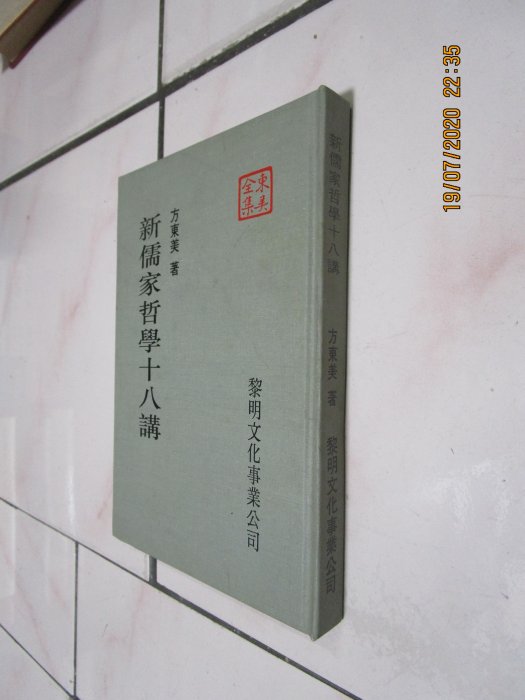 東美
全集
方東美 著
新儒家哲學十八講
黎明文化事業公司
新儒家哲學十八講
方東美 著
黎明文化事業公司
19/07/2020 22:35